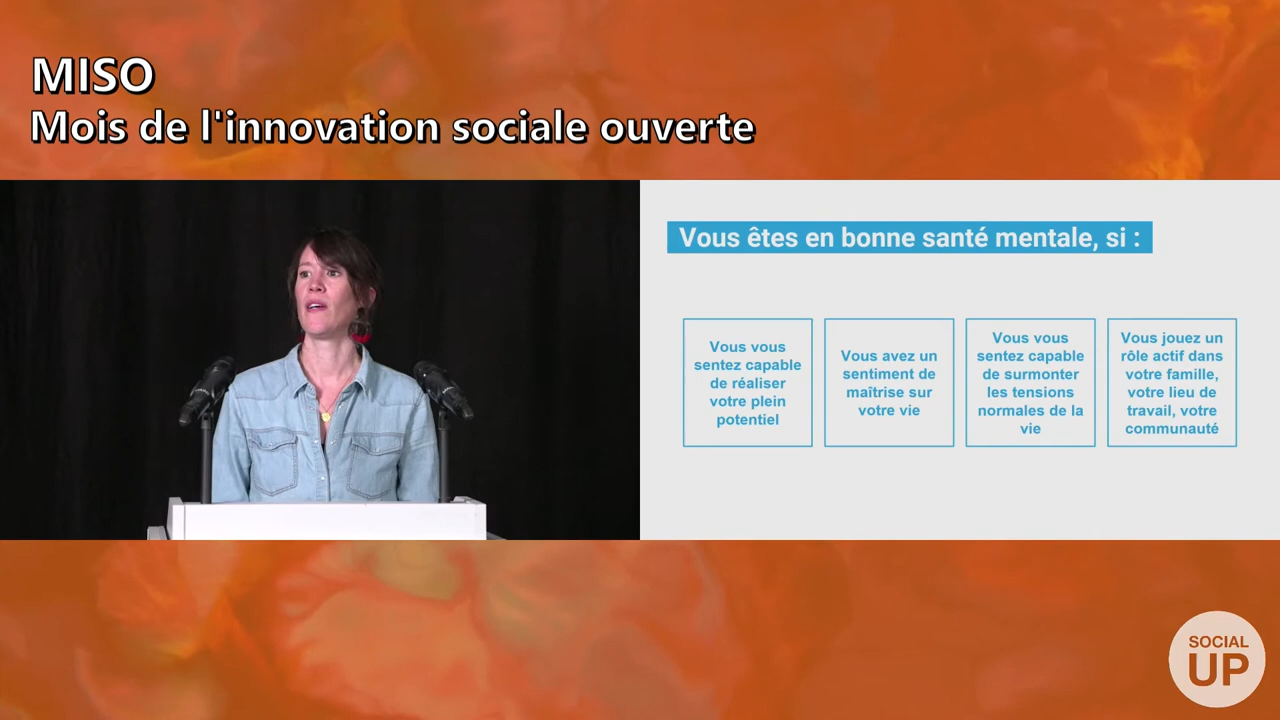 MISO
Mois de l'innovation sociale ouverte
Vous êtes en bonne santé mentale, si :
Vous vous
sentez capable
de réaliser
votre plein
potentiel
Vous avez un
sentiment de
maîtrise sur
votre vie
Vous vous
sentez capable
de surmonter
les tensions
normales de la
vie
Vous jouez un
rôle actif dans
votre famille,
votre lieu de
travail, votre
communauté
SOCIAL
UP